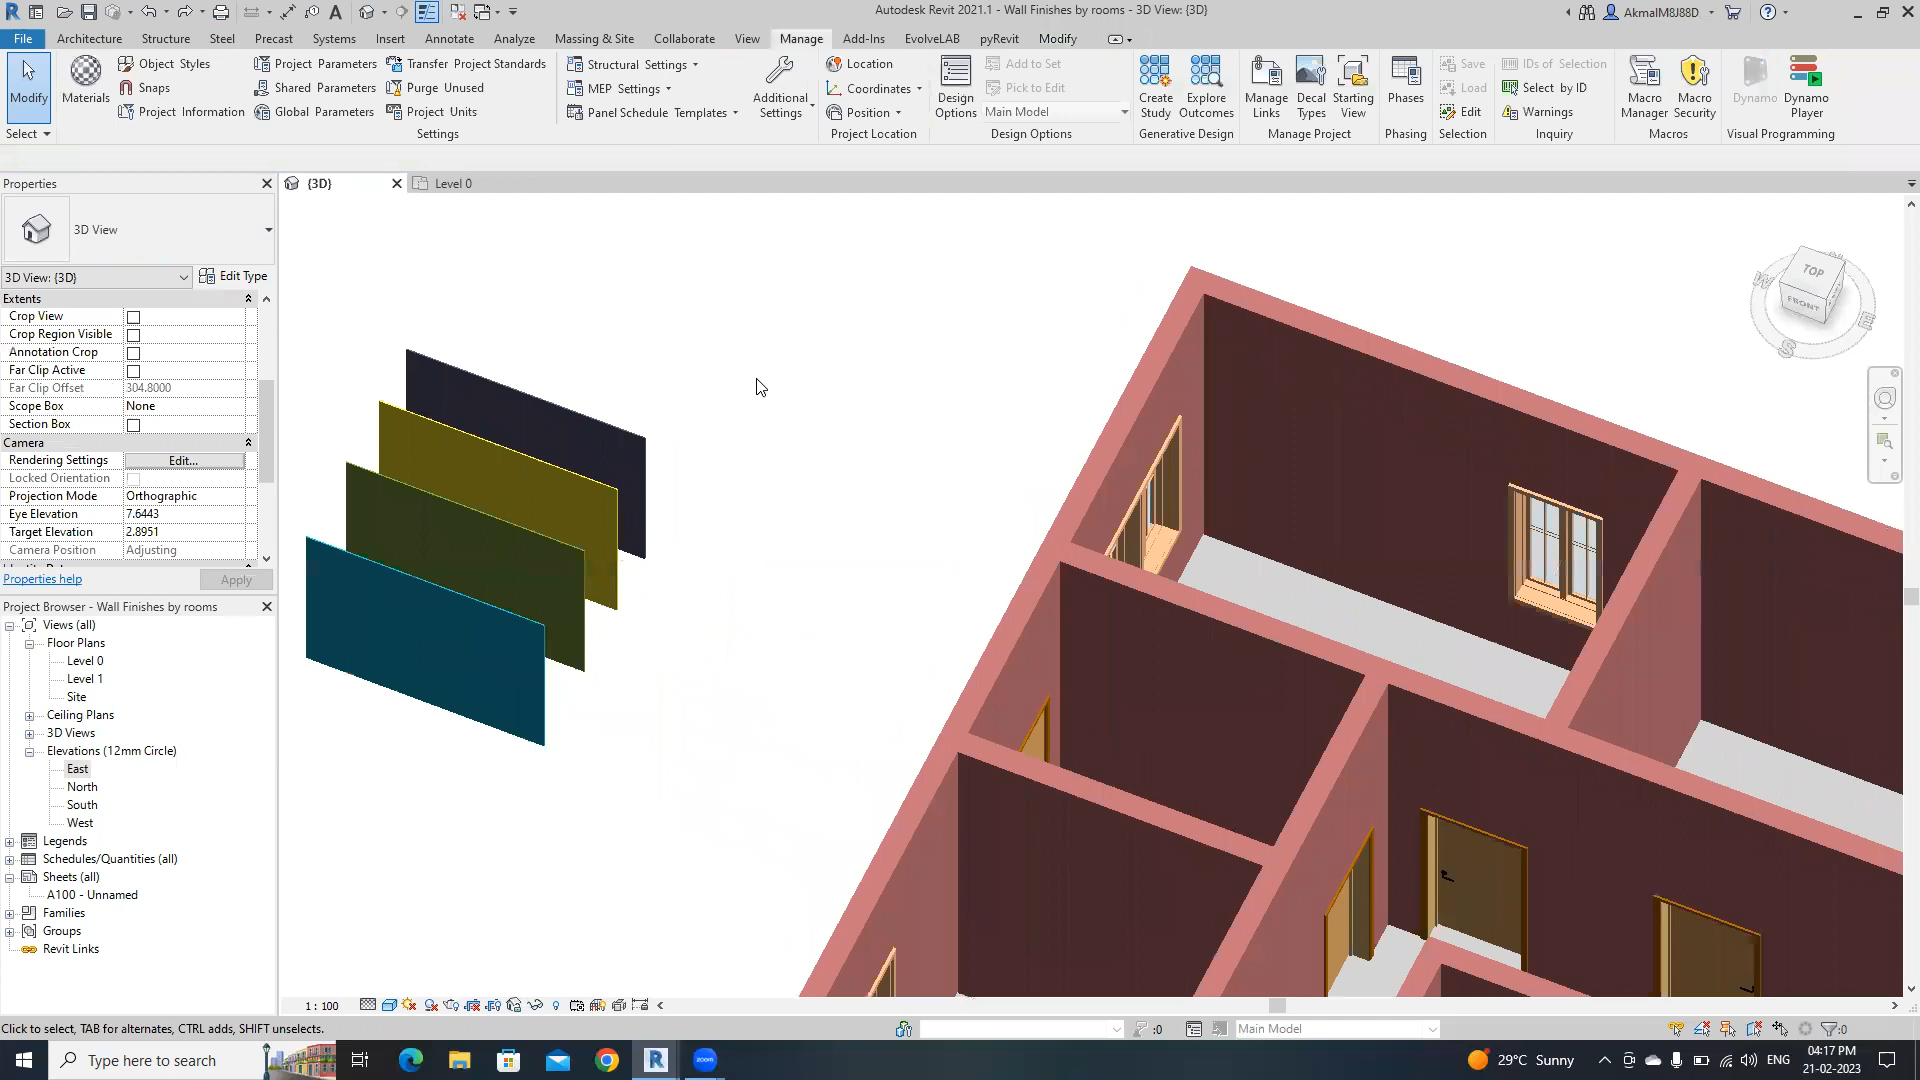 Autodesk Revit 2021.1 - Wall Finishes by rooms - 3D View: {3D}
AkmalM8J88D
File Architecture Structure Steel Precast Systems Insert Annotate Analyze Massing & Site Collaborate View Manage Add-Ins EvolveLAB pyRevit Modify
Modify
Materials
Object Styles
Snaps
Project Information
Project Parameters
Shared Parameters
Global Parameters
Transfer Project Standards
Purge Unused
Project Units
Structural Settings
MEP Settings
Panel Schedule Templates
Additional Settings
Location
Coordinates
Position
Design Options
Add to Set
Pick to Edit
Main Model
Create Study
Explore Outcomes
Manage Links
Decal Types
Starting View
Phases
Save
Load
Edit
IDs of Selection
Select by ID
Warnings
Macro Manager
Macro Security
Dynamo
Dynamo Player
Select Settings Project Location Design Options Generative Design Manage Project Phasing Selection Inquiry Macros Visual Programming
Properties
{3D}
Level 0
3D View
3D View: {3D}
Edit Type
Extents
Crop View
Crop Region Visible
Annotation Crop
Far Clip Active
Far Clip Offset 304.8000
Scope Box None
Section Box
Camera
Rendering Settings Edit...
Locked Orientation
Projection Mode Orthographic
Eye Elevation 7.6443
Target Elevation 2.8951
Camera Position Adjusting
Properties help
Apply
Project Browser - Wall Finishes by rooms
Views (all)
Floor Plans
Level 0
Level 1
Site
Ceiling Plans
3D Views
Elevations (12mm Circle)
East
North
South
West
Legends
Schedules/Quantities (all)
Sheets (all)
A100 - Unnamed
Families
Groups
Revit Links
TOP
FRONT
W
S
E
1 : 100
Click to select, TAB for alternates, CTRL adds, SHIFT unselects.
:0
Main Model
:0
Type here to search
zoom
29°C Sunny
ENG
04:17 PM
21-02-2023